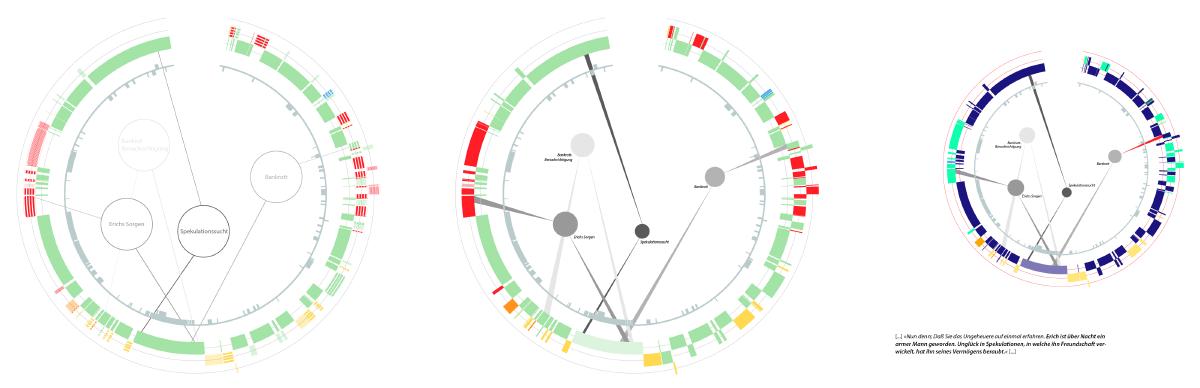 Bankrott
Benachrichtigung
Bankrott
Erichs Sorgen
Spekulationssucht
Bankrott
Benachrichtigung
Bankrott
Erichs Sorgen
Spekulationssucht
Bankrott
Benachrichtigung
Bankrott
Erichs Sorgen
Spekulationssucht
[...] «Nun denn; Daß Sie das Ungeheuere auf einmal erfahren. Erich ist über Nacht ein
armer Mann geworden. Unglück in Spekulationen, in welche ihn Freundschaft ver-
wickelt, hat ihn seines Vermögens beraubt.» [...]